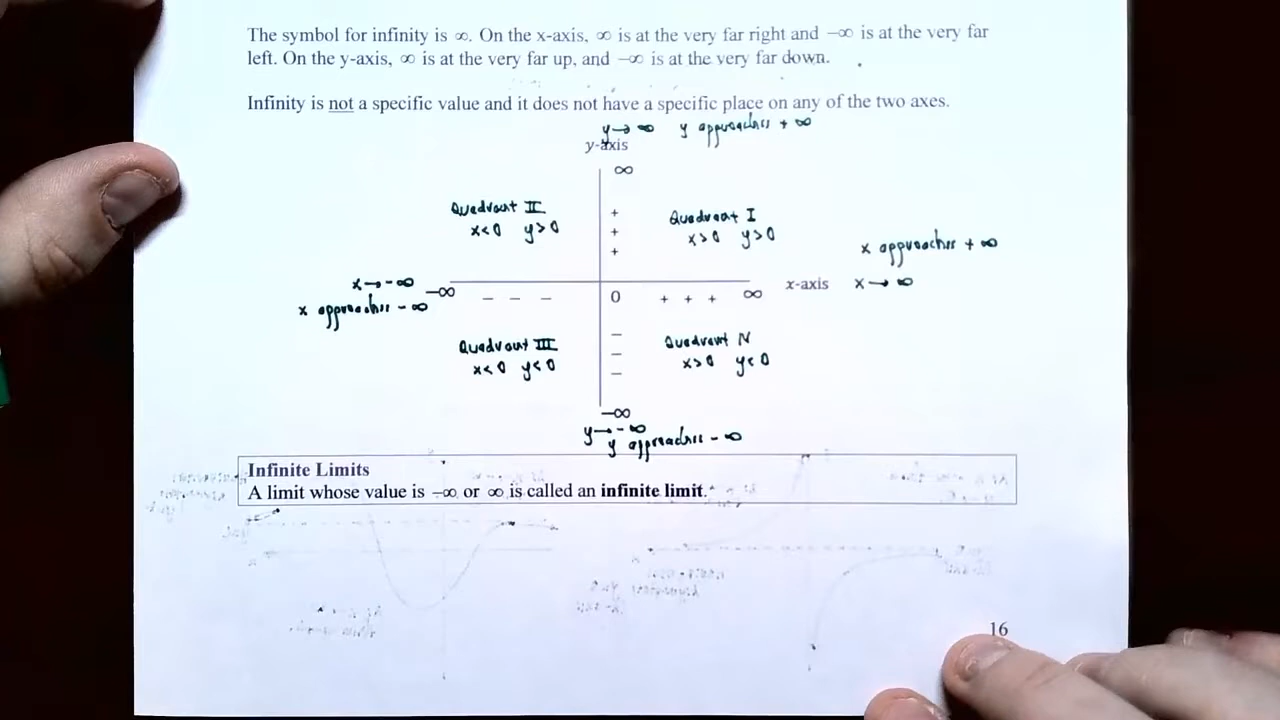 The symbol for infinity is ∞. On the x-axis, ∞ is at the very far right and −∞ is at the very far
left. On the y-axis, ∞ is at the very far up, and −∞ is at the very far down.
Infinity is not a specific value and it does not have a specific place on any of the two axes.
y→∞ y approaches +∞
y-axis
∞
Quadrant II
x<0 y>0
+
+
+
Quadrant I
x>0 y>0
x approaches +∞
x→-∞
−∞
x-axis
x→∞
x approaches -∞
− − −
0
+ + +
∞
Quadrant III
x<0 y<0
−
−
−
Quadrant IV
x>0 y<0
−∞
y→-∞
y approaches -∞
Infinite Limits
A limit whose value is −∞ or ∞ is called an infinite limit.
16